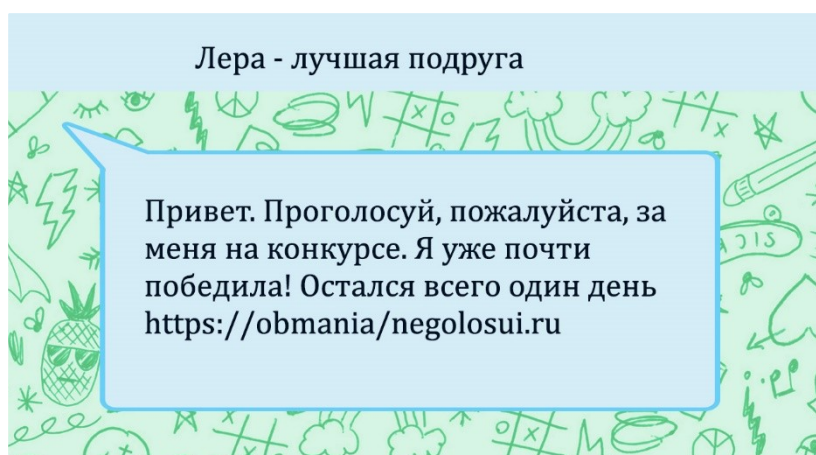 Лера - лучшая подруга
Привет. Проголосуй, пожалуйста, за
меня на конкурсе. Я уже почти
победила! Остался всего один день
https://obmania/negolosui.ru